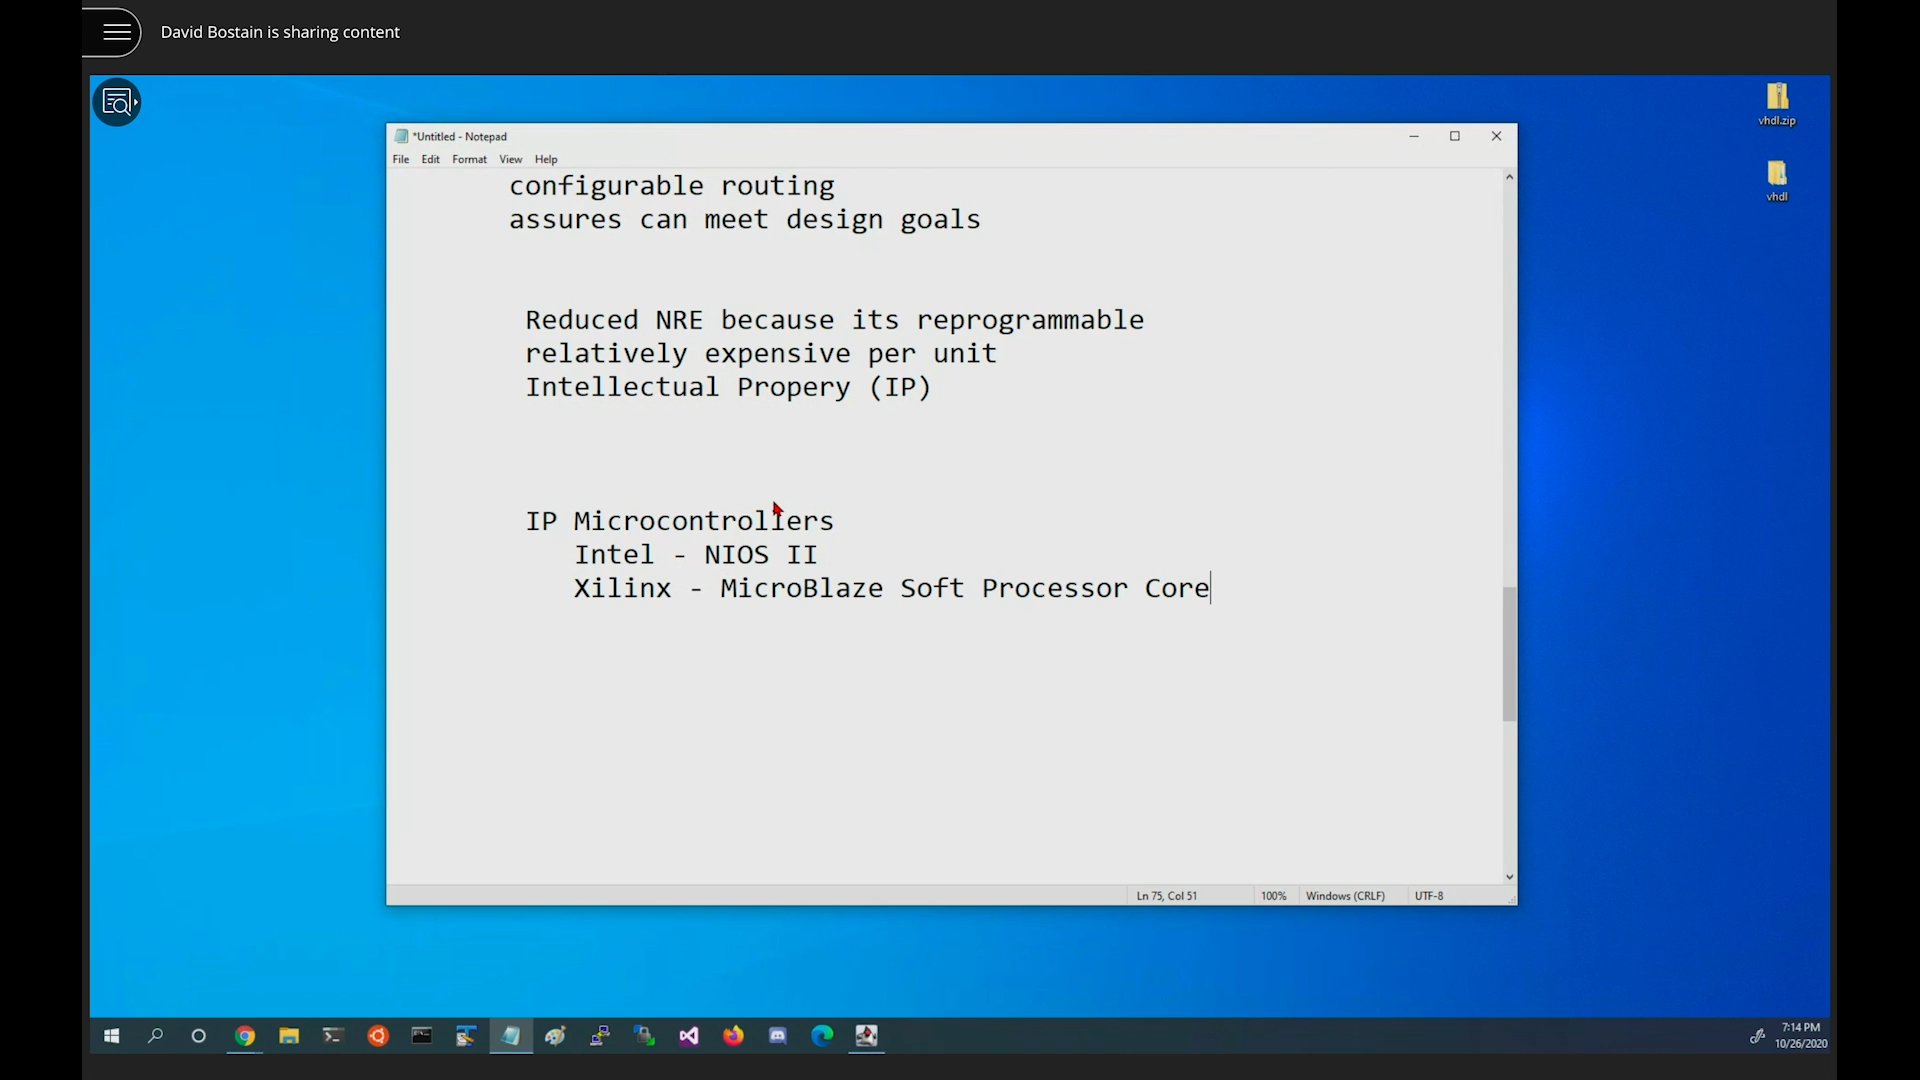 David Bostain is sharing content
vhdl.zip
vhdl
*Untitled - Notepad
File Edit Format View Help
configurable routing
assures can meet design goals
Reduced NRE because its reprogrammable
relatively expensive per unit
Intellectual Propery (IP)
IP Microcontrollers
Intel - NIOS II
Xilinx - MicroBlaze Soft Processor Core
Ln 75, Col 51 100% Windows (CRLF) UTF-8
7:14 PM
10/26/2020